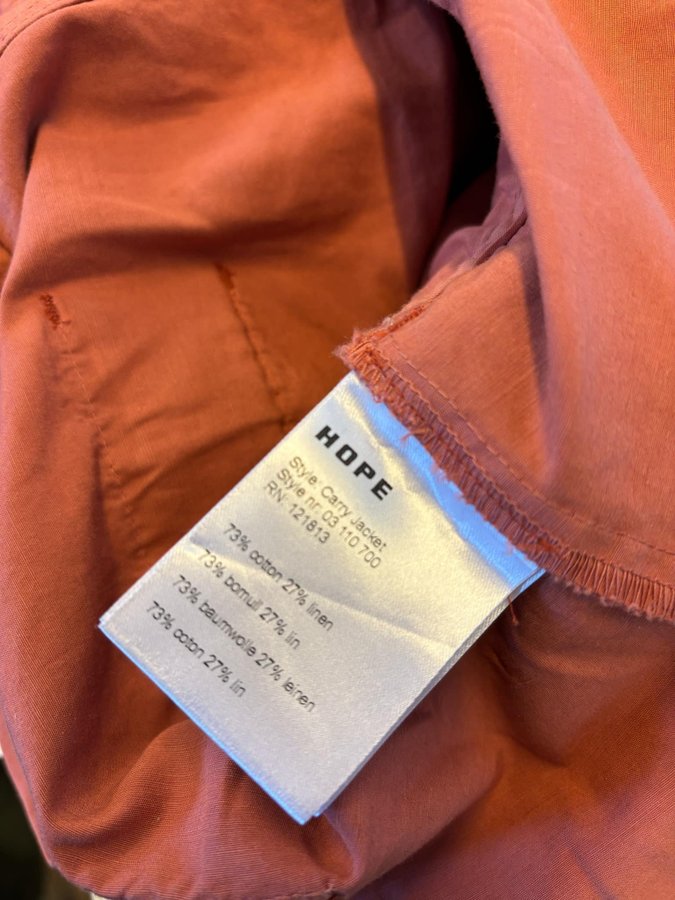 HOPE
Style: Carry Jacket
Style nr: 03 110 700
RN: 121813
73% cotton 27% linen
73% bomull 27% lin
73% baumwolle 27% leinen
73% coton 27% lin